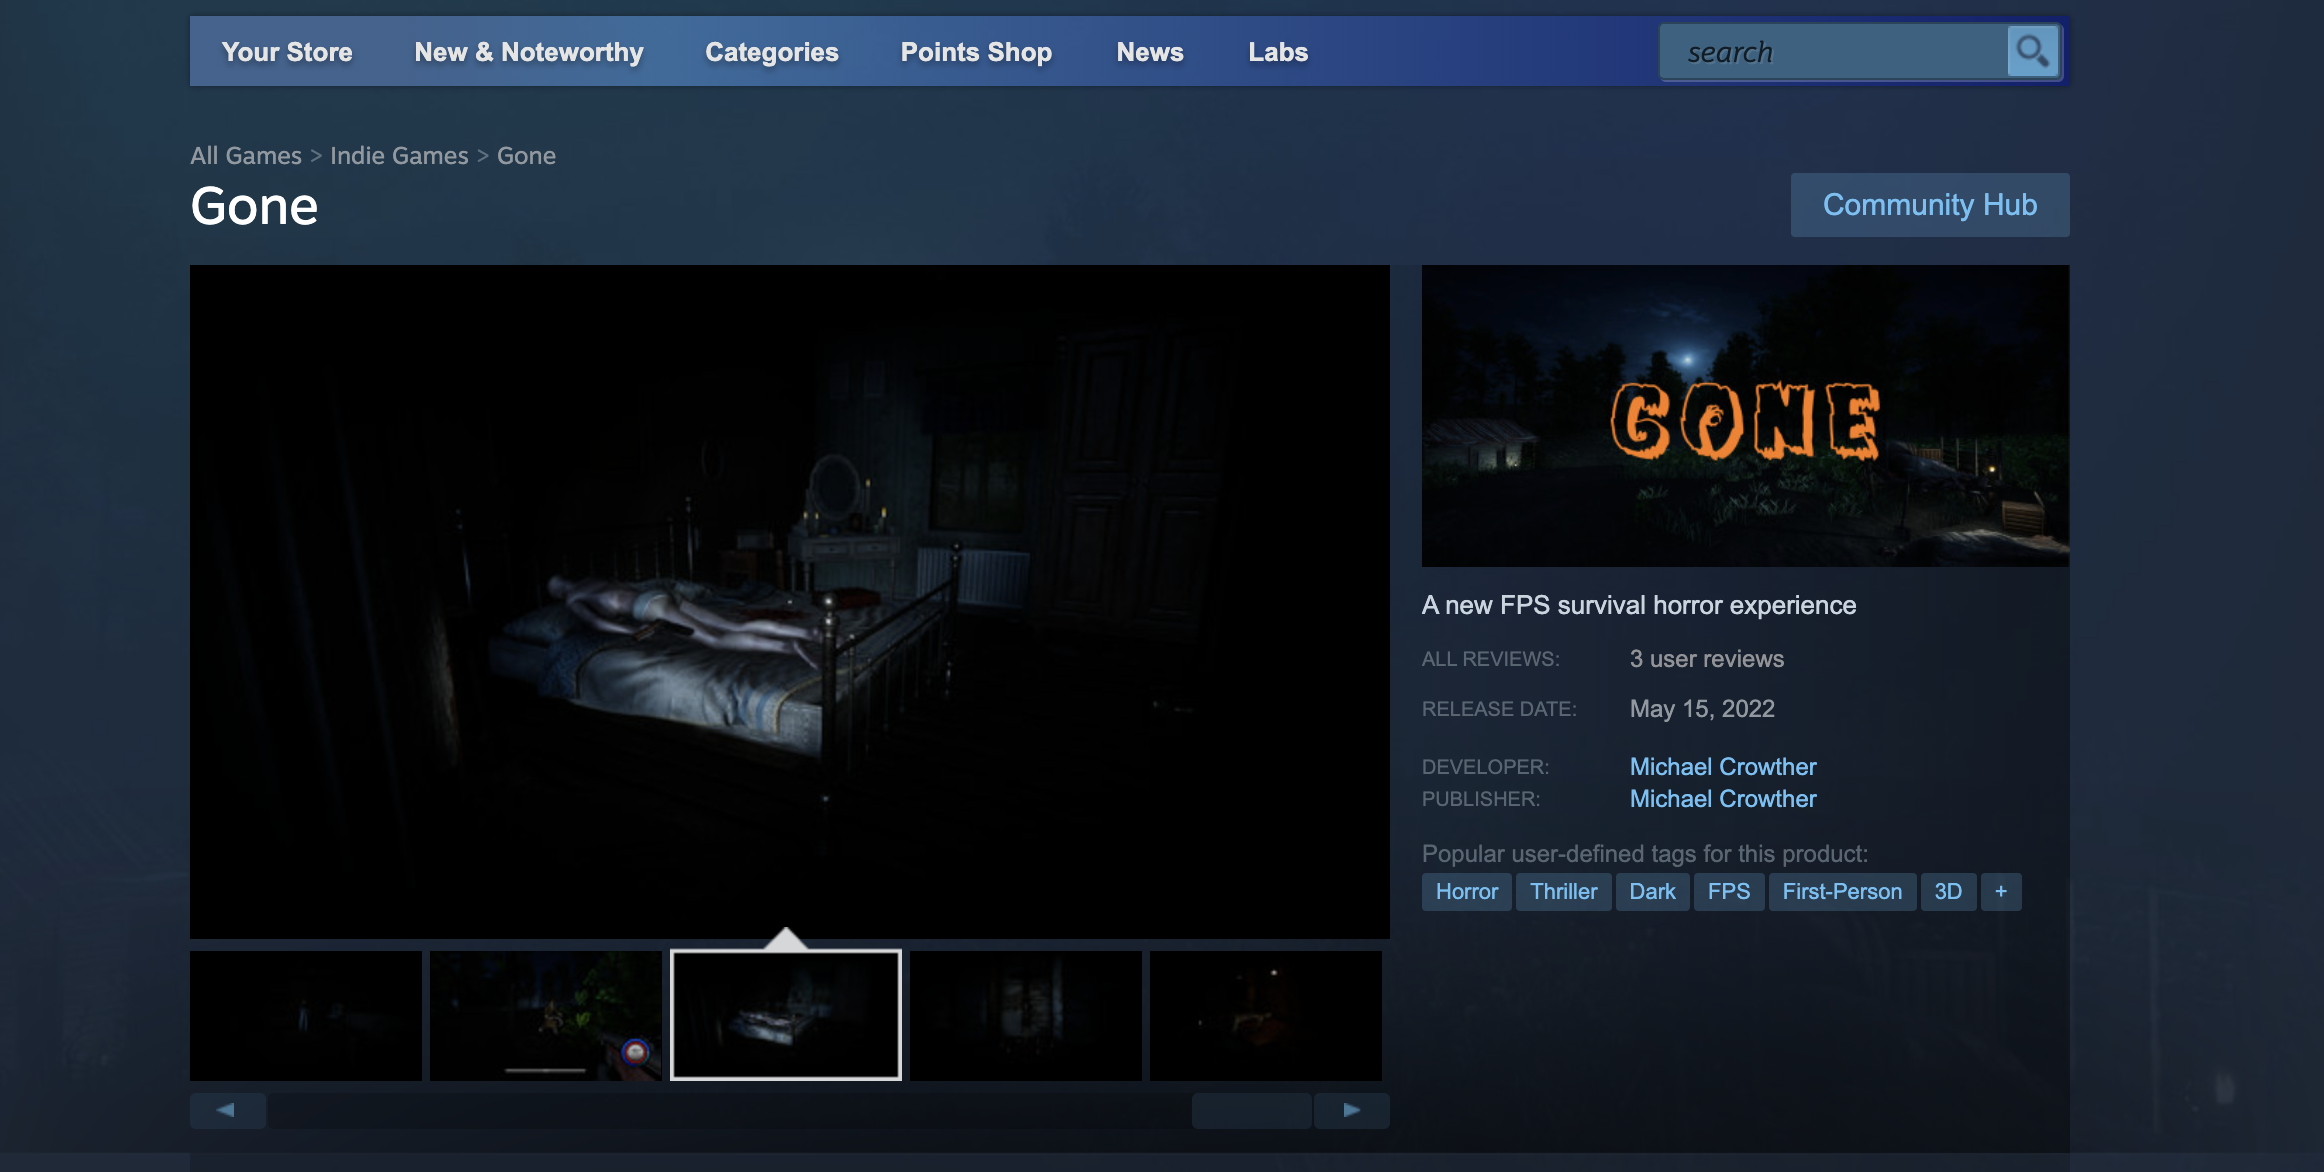 Your Store New & Noteworthy Categories Points Shop News Labs search
All Games > Indie Games > Gone
Gone
Community Hub
GONE
A new FPS survival horror experience
ALL REVIEWS: 3 user reviews
RELEASE DATE: May 15, 2022
DEVELOPER: Michael Crowther
PUBLISHER: Michael Crowther
Popular user-defined tags for this product:
Horror Thriller Dark FPS First-Person 3D +